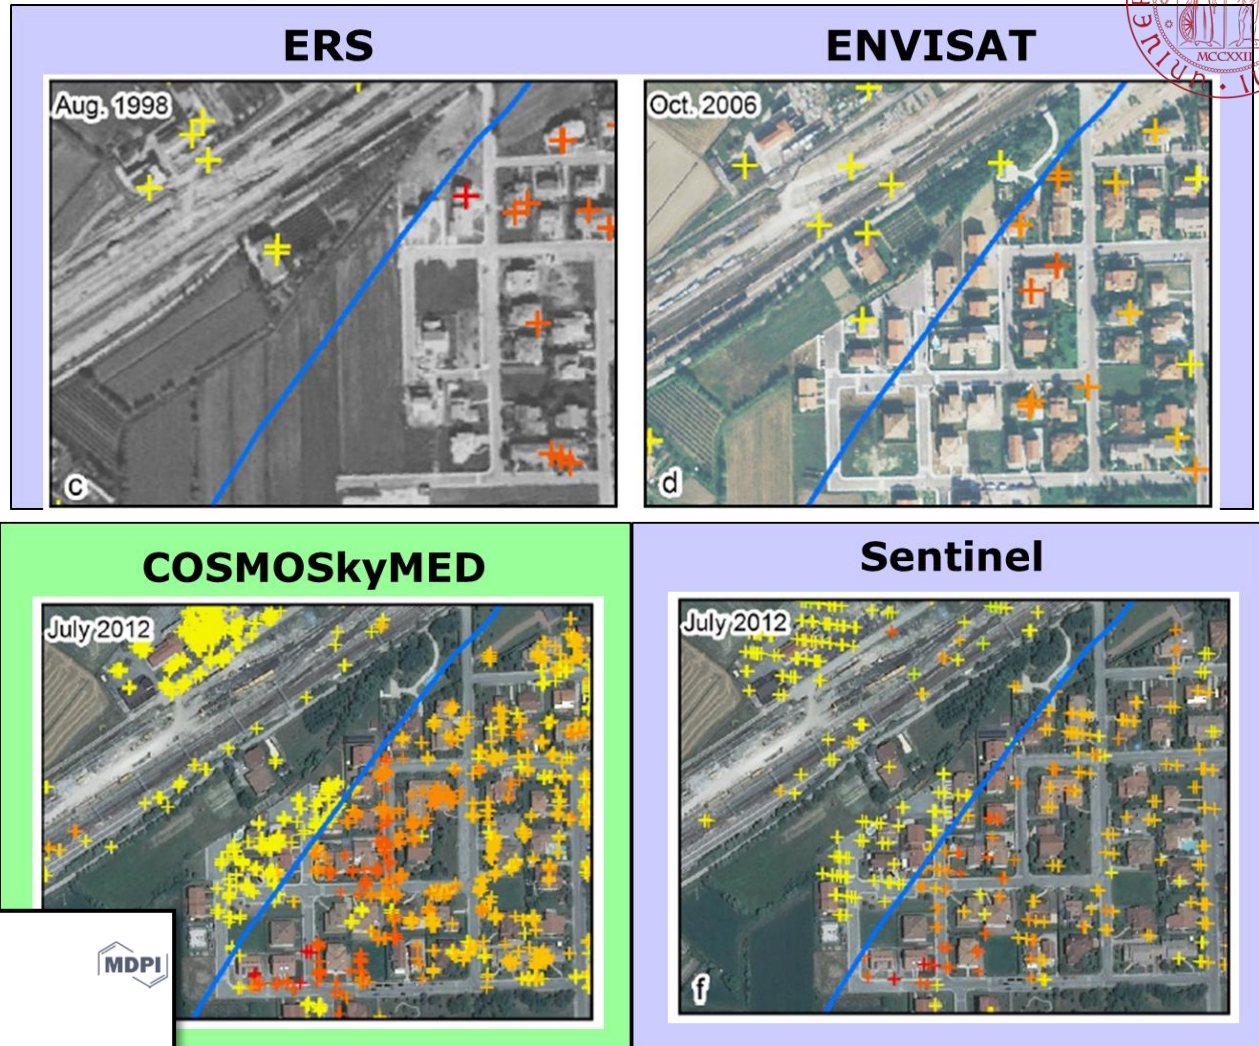 ERS
ENVISAT
MCCXXII
Aug. 1998
Oct. 2006
c
d
COSMOSkyMED
Sentinel
July 2012
July 2012
f
MDPI